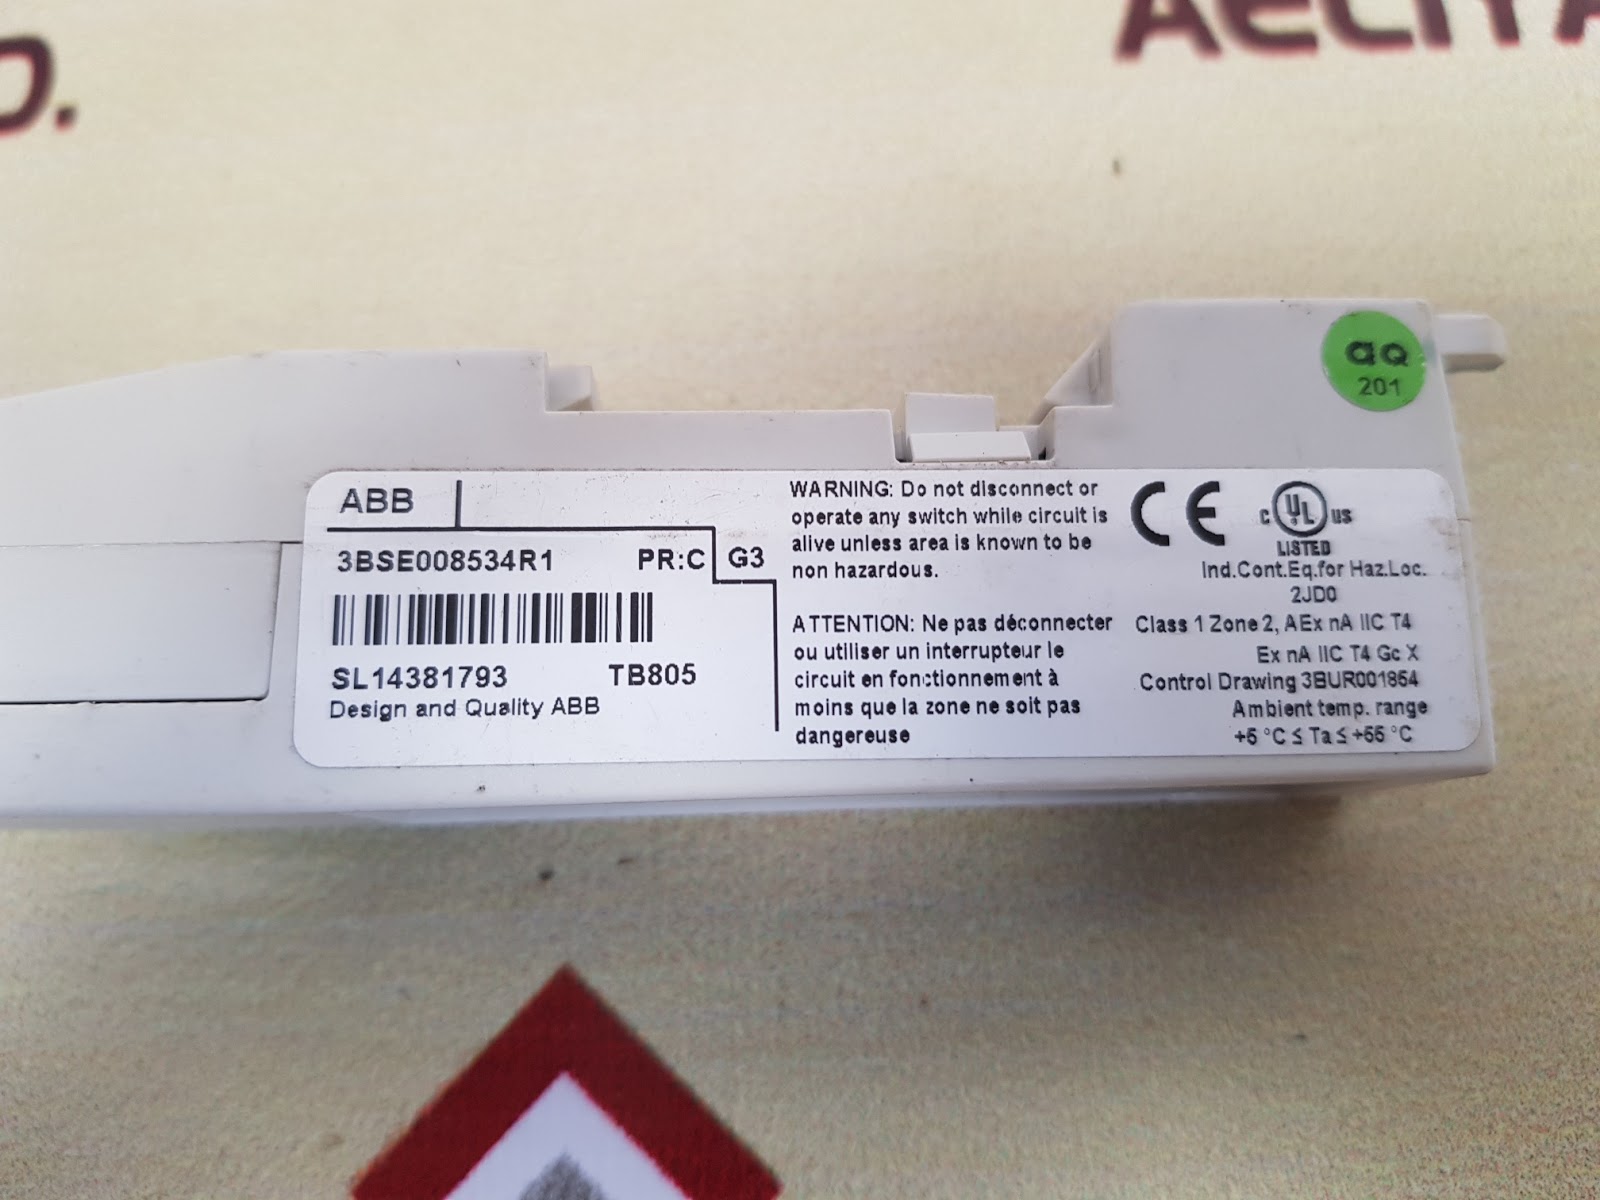 D.
AELIYA
aQ
201
ABB
3BSE008534R1 PR:C G3
SL14381793 TB805
Design and Quality ABB
WARNING: Do not disconnect or
operate any switch while circuit is
alive unless area is known to be
non hazardous.
ATTENTION: Ne pas déconnecter
ou utiliser un interrupteur le
circuit en fonctionnement à
moins que la zone ne soit pas
dangereuse
CE
C UL US
LISTED
Ind.Cont.Eq.for Haz.Loc.
2JD0
Class 1 Zone 2, AEx nA IIC T4
Ex nA IIC T4 Gc X
Control Drawing 3BUR001854
Ambient temp. range
+5 °C ≤ Ta ≤ +55 °C